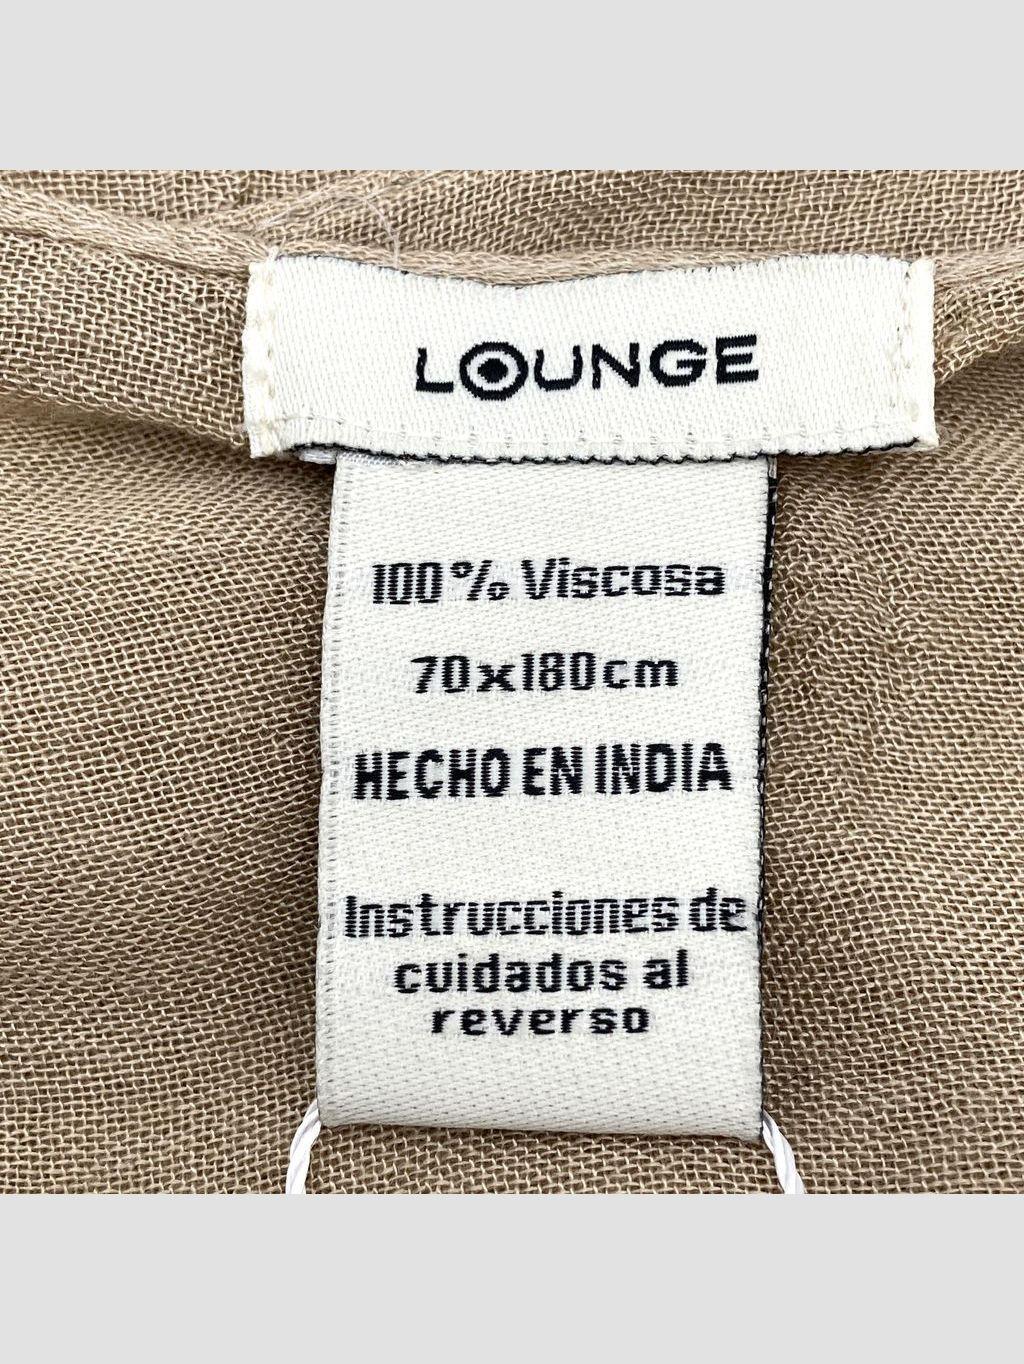 LOUNGE
100% Viscosa
70x180cm
HECHO EN INDIA
Instrucciones de
cuidados al
reverso